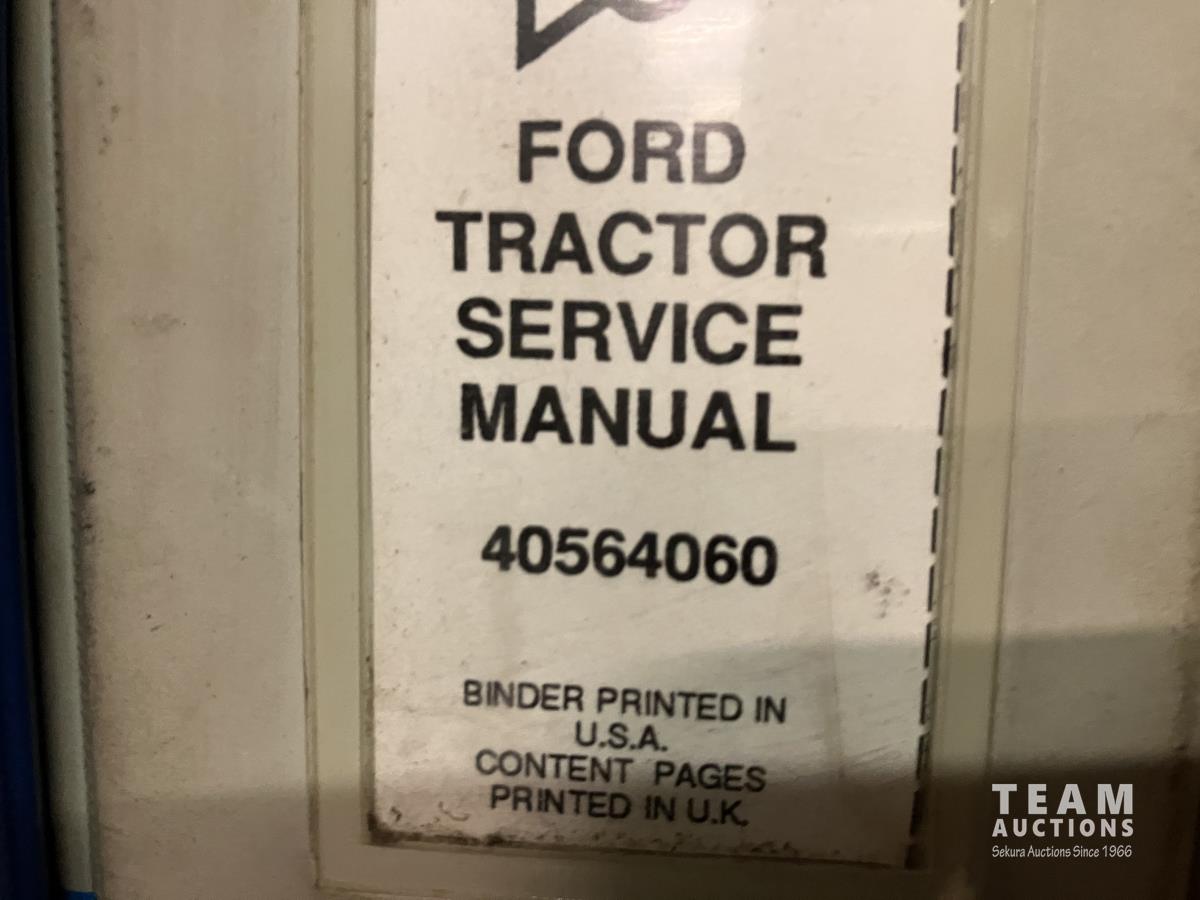 FORD
TRACTOR
SERVICE
MANUAL
40564060
BINDER PRINTED IN
U.S.A.
CONTENT PAGES
PRINTED IN U.K.
TEAM
AUCTIONS
Sekura Auctions Since 1966